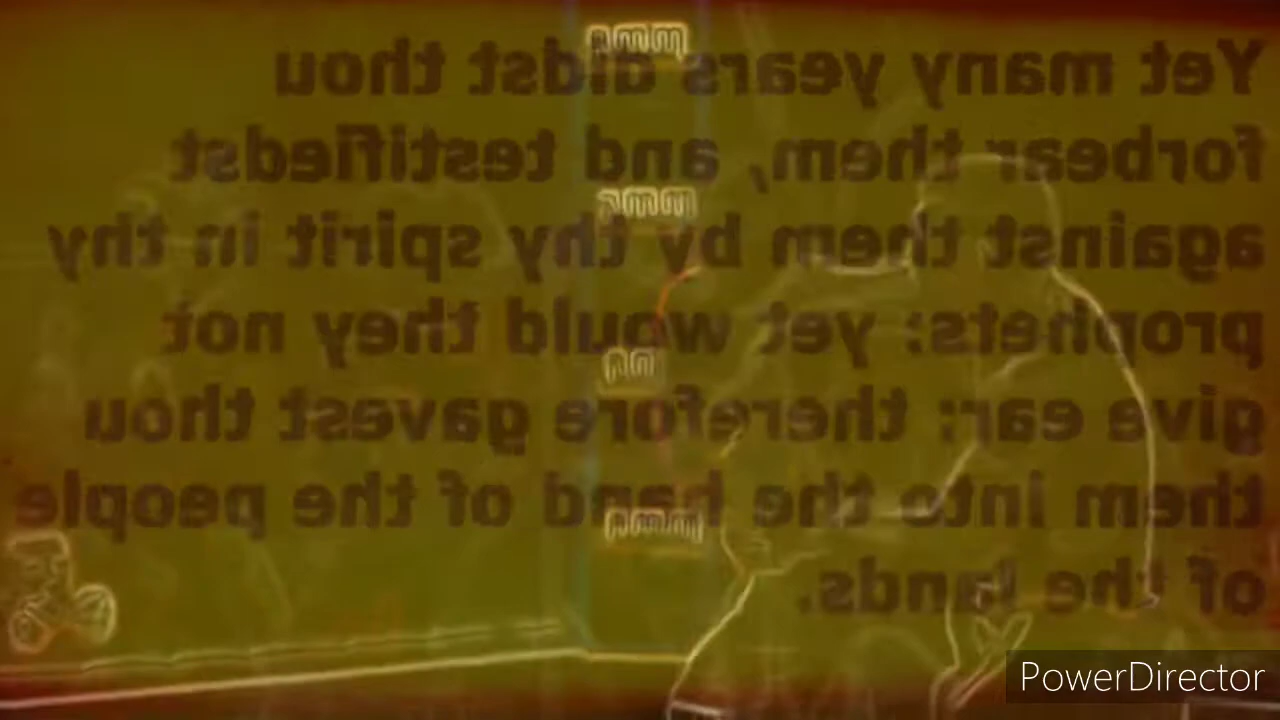 Yet many years didst thou
forbear them, and testifiedst
against them by thy spirit in thy
prophets: yet would they not
give ear: therefore gavest thou
them into the hand of the people
of the lands.
PowerDirector